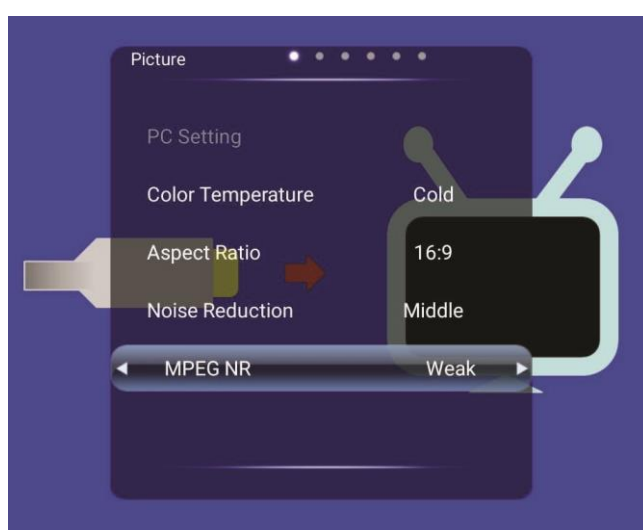 Picture
PC Setting
Color Temperature Cold
Aspect Ratio 16:9
Noise Reduction Middle
MPEG NR Weak